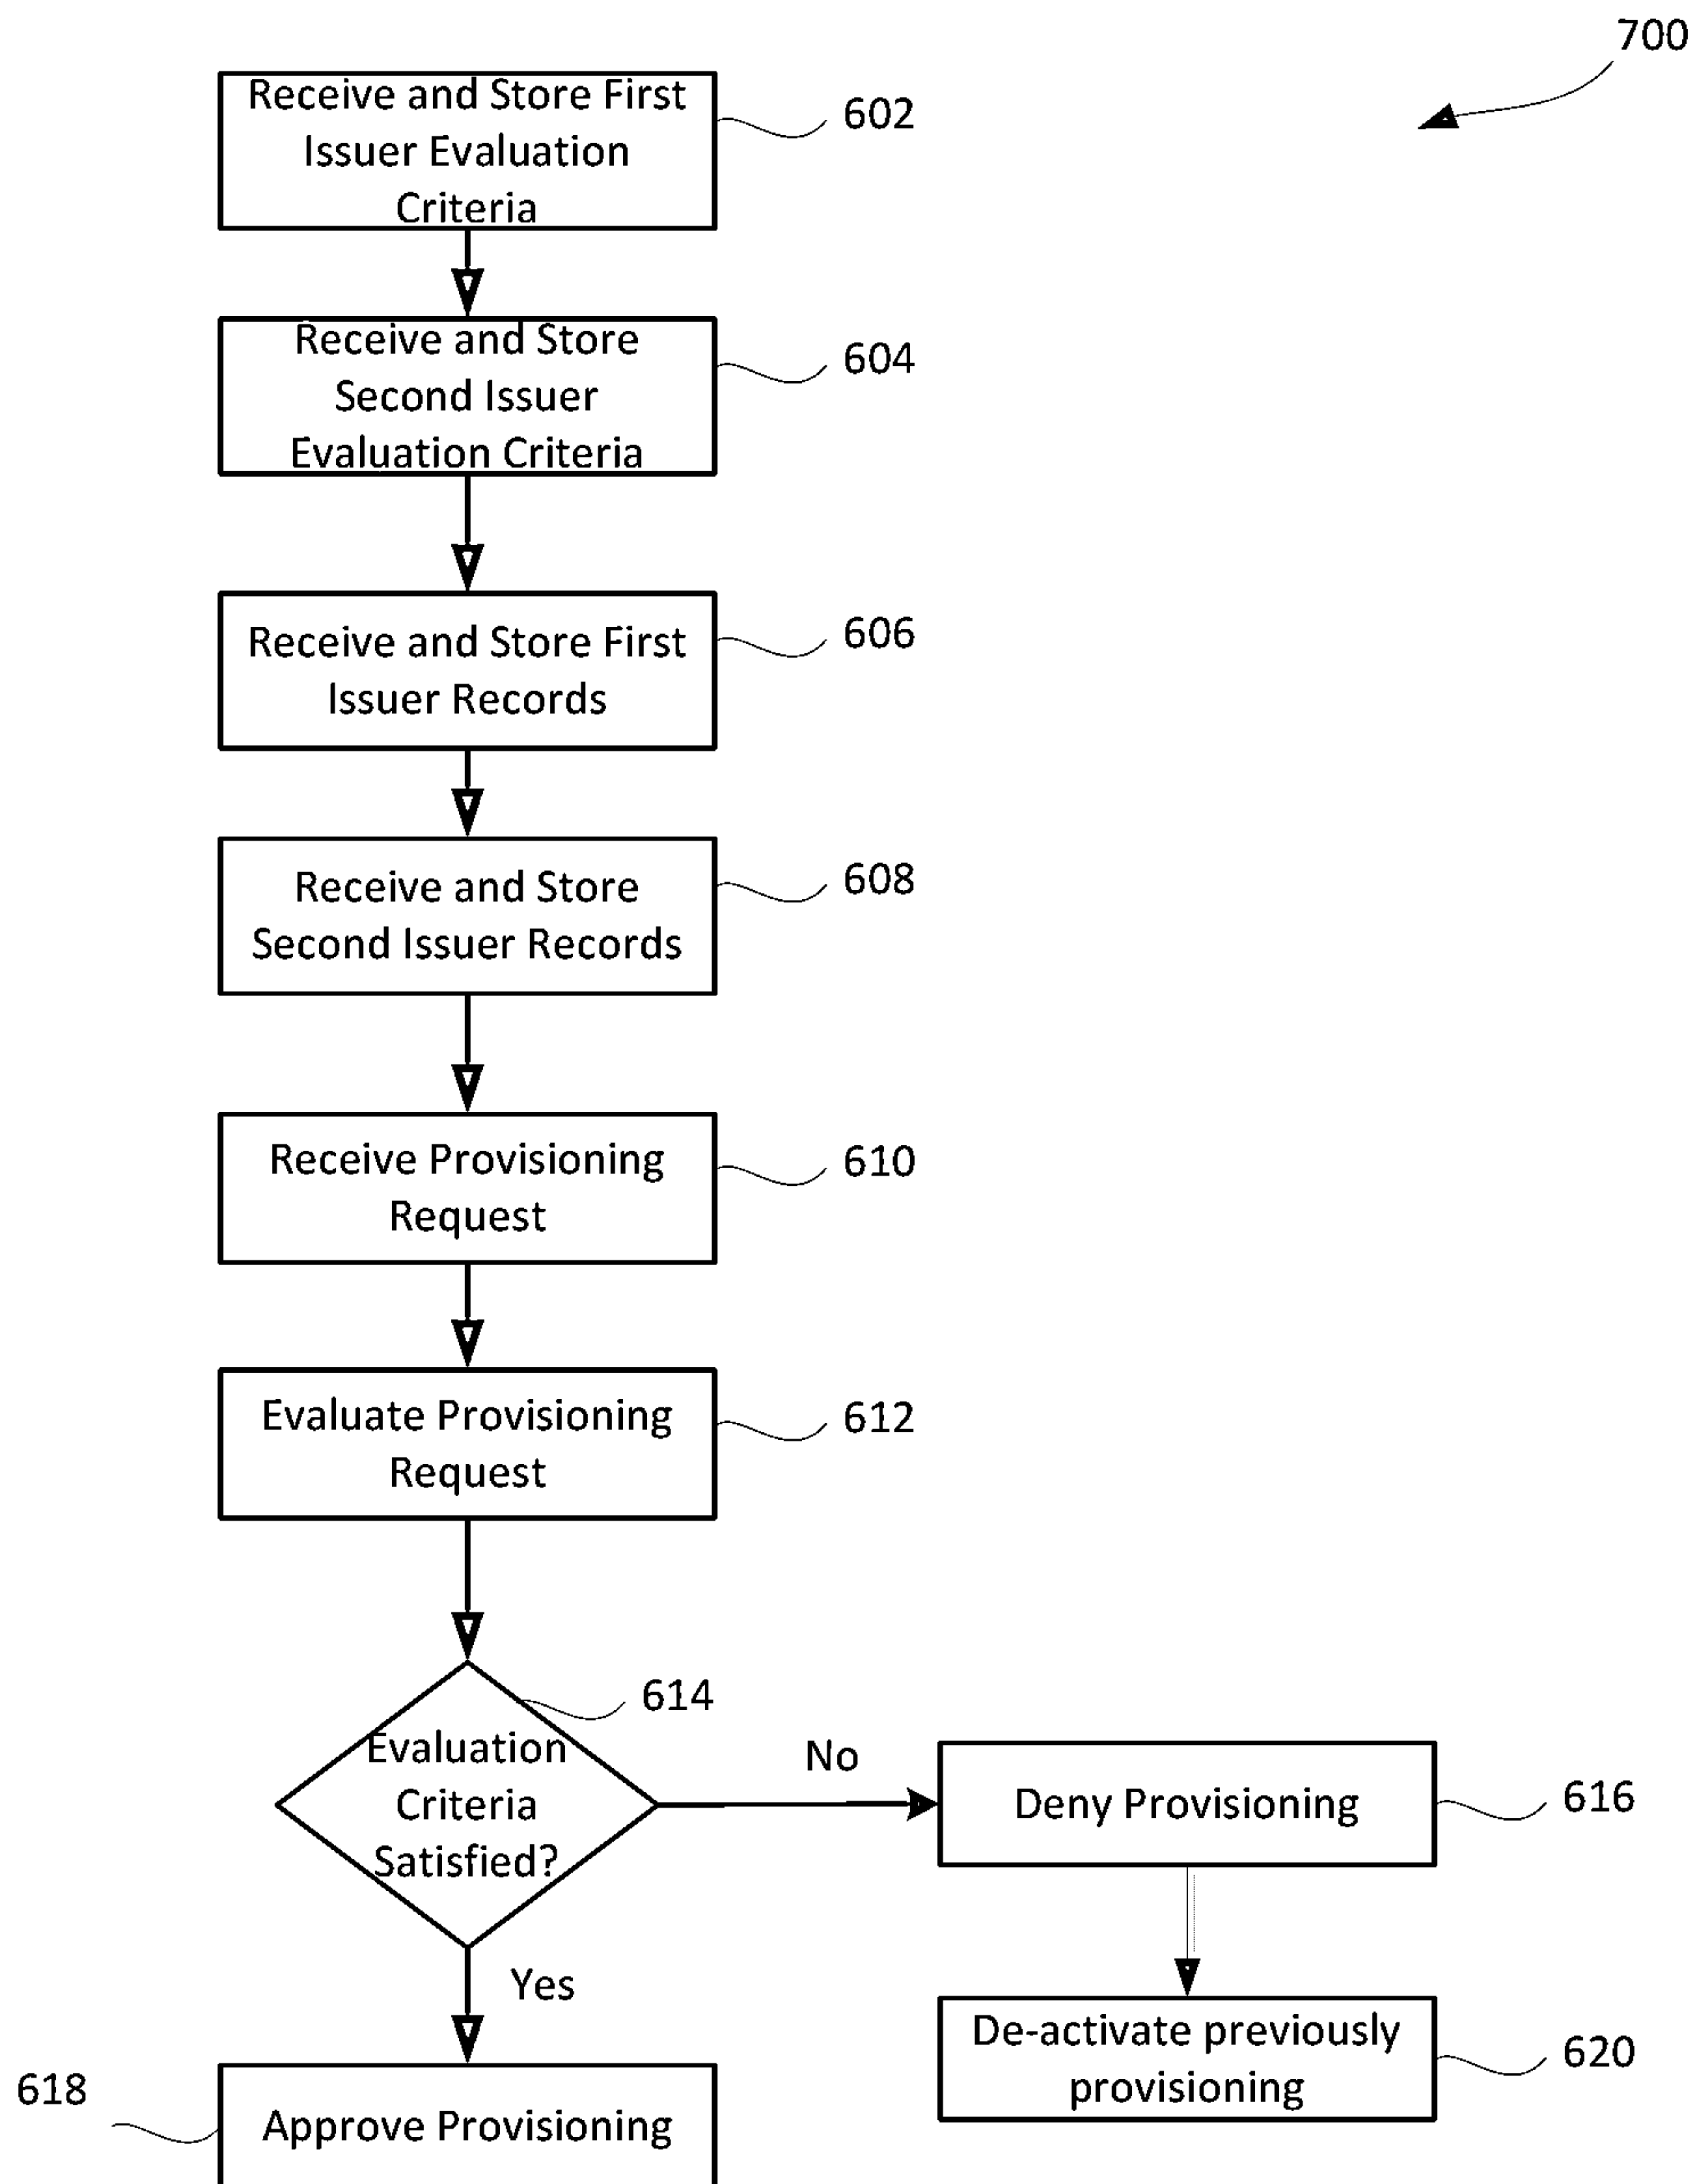 700
Receive and Store First
Issuer Evaluation
Criteria
602
Receive and Store
Second Issuer
Evaluation Criteria
604
Receive and Store First
Issuer Records
606
Receive and Store
Second Issuer Records
608
Receive Provisioning
Request
610
Evaluate Provisioning
Request
612
614
Evaluation
Criteria
Satisfied?
No
Deny Provisioning
616
Yes
De-activate previously
provisioning
620
618
Approve Provisioning